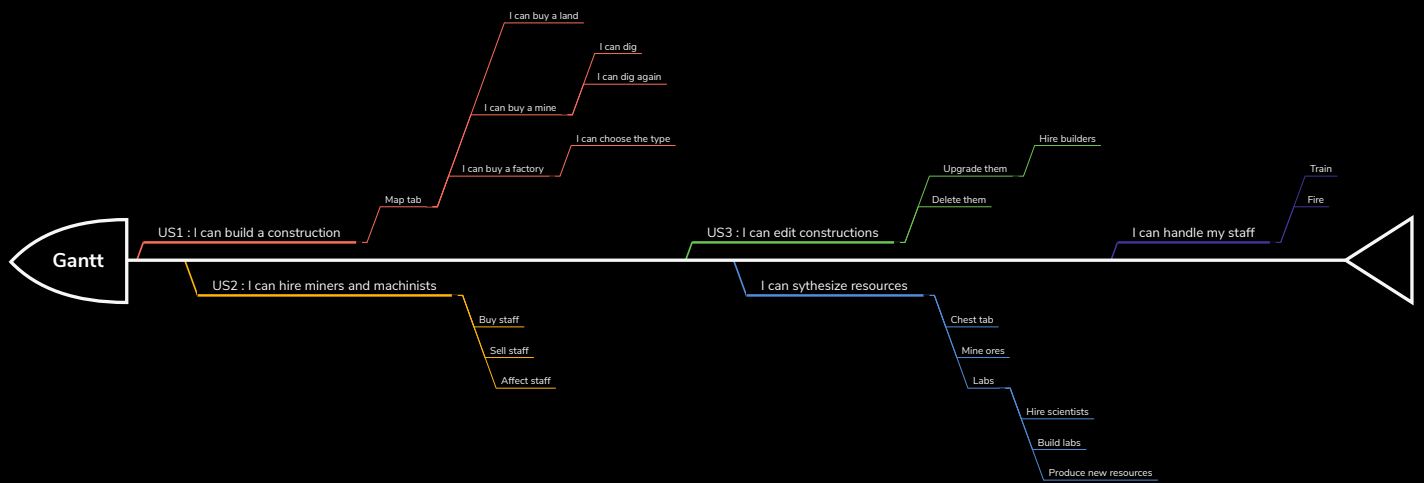 Gantt
US1 : I can build a construction
Map tab
I can buy a land
I can buy a mine
I can dig
I can dig again
I can buy a factory
I can choose the type
US2 : I can hire miners and machinists
Buy staff
Sell staff
Affect staff
US3 : I can edit constructions
Upgrade them
Hire builders
Delete them
I can sythesize resources
Chest tab
Mine ores
Labs
Hire scientists
Build labs
Produce new resources
I can handle my staff
Train
Fire